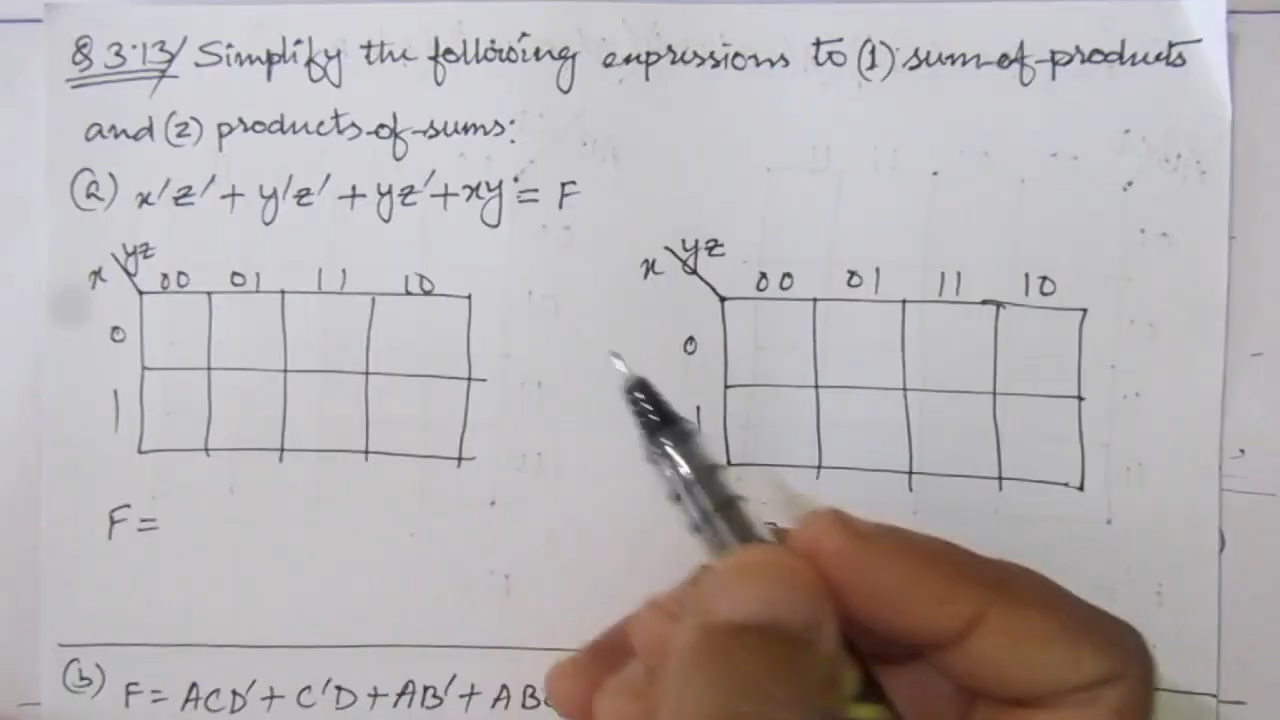 Q 3.13/ Simplify the following expressions to (1) sum-of-products
and (2) products-of-sums:
(a) x'z' + y'z' + yz' + xy = F
yz
x 00 01 11 10
0
1
yz
x 00 01 11 10
0
1
F =
(b) F = ACD' + C'D + AB' + AB